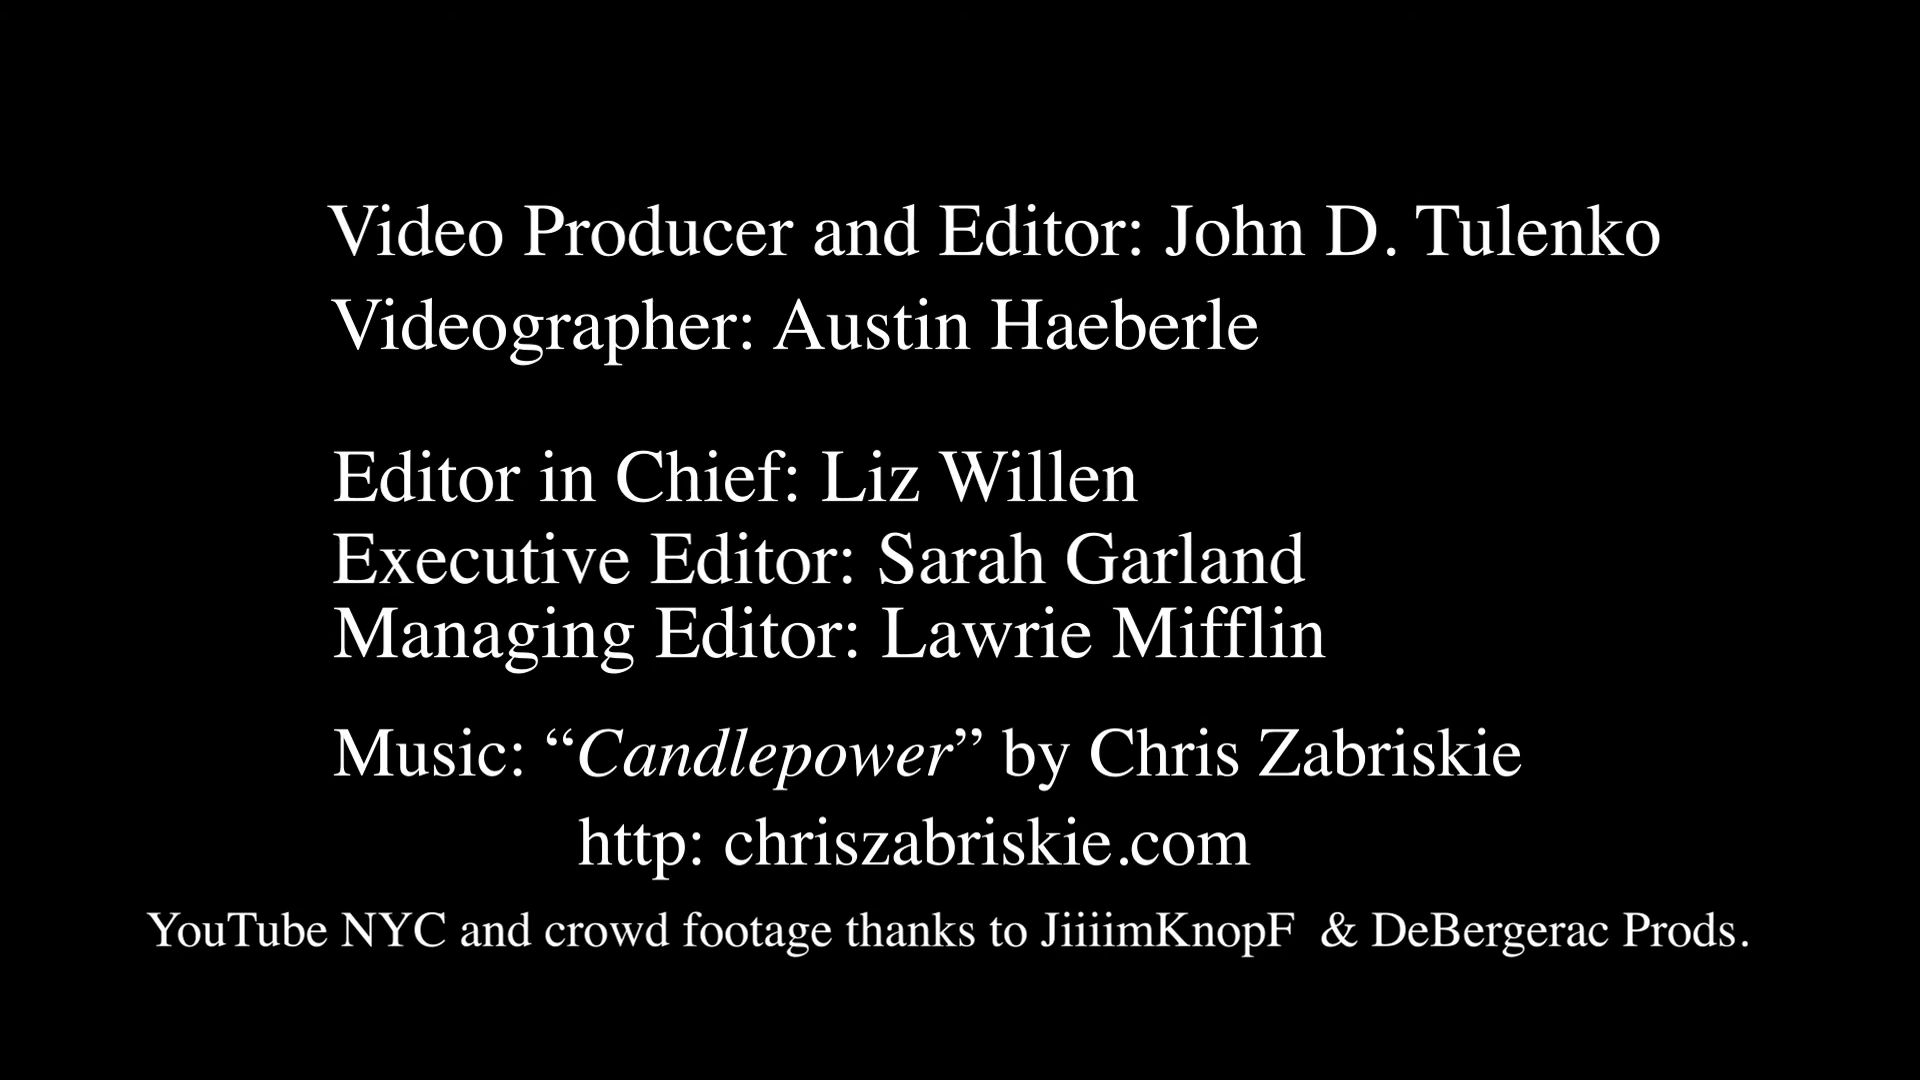 Video Producer and Editor: John D. Tulenko
Videographer: Austin Haeberle
Editor in Chief: Liz Willen
Executive Editor: Sarah Garland
Managing Editor: Lawrie Mifflin
Music: “Candlepower” by Chris Zabriskie
http: chriszabriskie.com
YouTube NYC and crowd footage thanks to JiiiimKnopF & DeBergerac Prods.